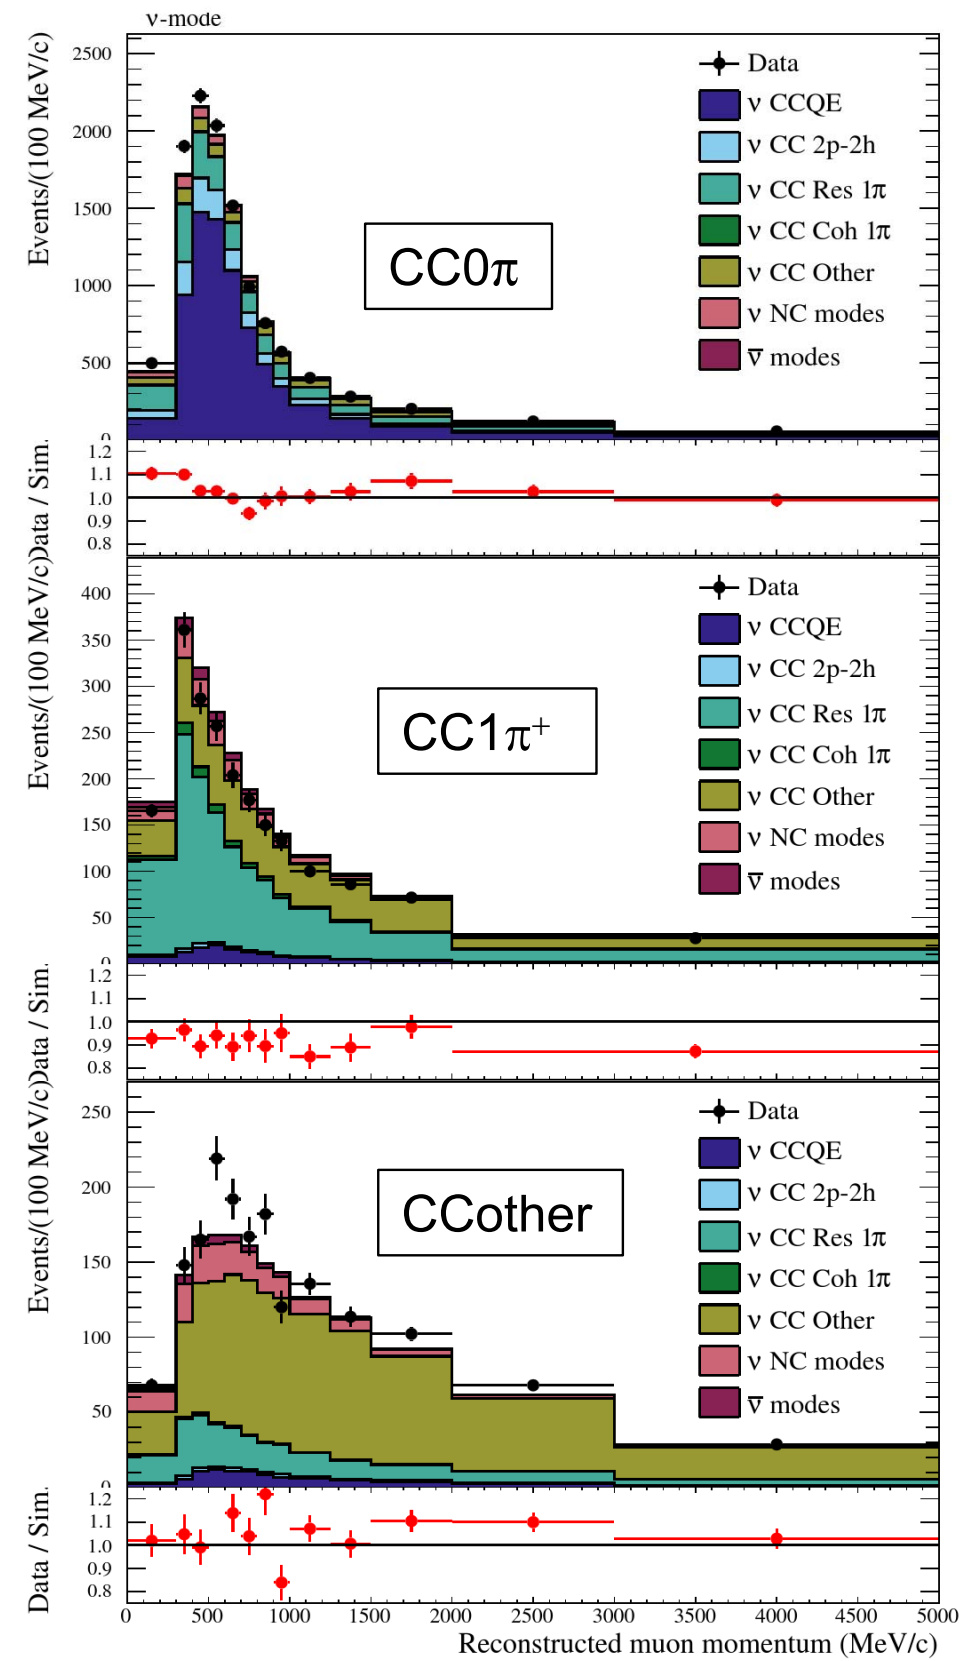 ν-mode
Events/(100 MeV/c)
2500
2000
1500
1000
500
0
Data
ν CCQE
ν CC 2p-2h
ν CC Res 1π
ν CC Coh 1π
ν CC Other
ν NC modes
ν̅ modes
CC0π
Data / Sim.
1.2
1.1
1.0
0.9
0.8
Events/(100 MeV/c)
400
350
300
250
200
150
100
50
0
Data
ν CCQE
ν CC 2p-2h
ν CC Res 1π
ν CC Coh 1π
ν CC Other
ν NC modes
ν̅ modes
CC1π⁺
Data / Sim.
1.2
1.1
1.0
0.9
0.8
Events/(100 MeV/c)
250
200
150
100
50
0
Data
ν CCQE
ν CC 2p-2h
ν CC Res 1π
ν CC Coh 1π
ν CC Other
ν NC modes
ν̅ modes
CCother
Data / Sim.
1.2
1.1
1.0
0.9
0.8
0 500 1000 1500 2000 2500 3000 3500 4000 4500 5000
Reconstructed muon momentum (MeV/c)